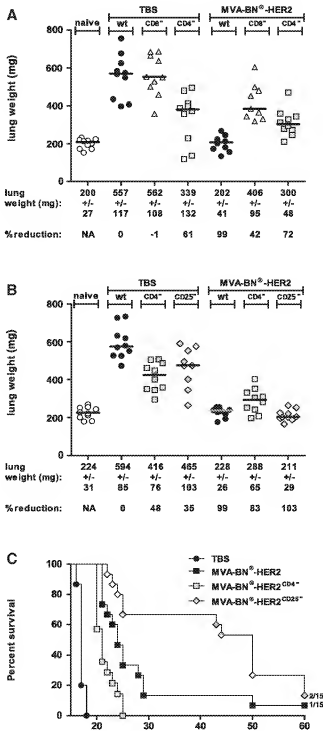 A
TBS MVA-BN®-HER2
naive wt CD8⁻ CD4⁻ wt CD8⁻ CD4⁻
800
600
400
200
0
lung weight (mg)
lung weight (mg): 200 557 562 339 202 406 300
+/- +/- +/- +/- +/- +/- +/-
27 117 108 132 41 95 48
%reduction: NA 0 -1 61 99 42 72
B
TBS MVA-BN®-HER2
naive wt CD4⁻ CD25⁻ wt CD4⁻ CD25⁻
800
600
400
200
0
lung weight (mg)
lung weight (mg): 224 594 416 465 228 288 211
+/- +/- +/- +/- +/- +/- +/-
31 85 76 103 26 65 29
%reduction: NA 0 48 35 99 83 103
C
TBS
MVA-BN®-HER2
MVA-BN®-HER2CD4⁻
MVA-BN®-HER2CD25⁻
100
80
60
40
20
0
Percent survival
2/15
1/15
20 30 40 50 60